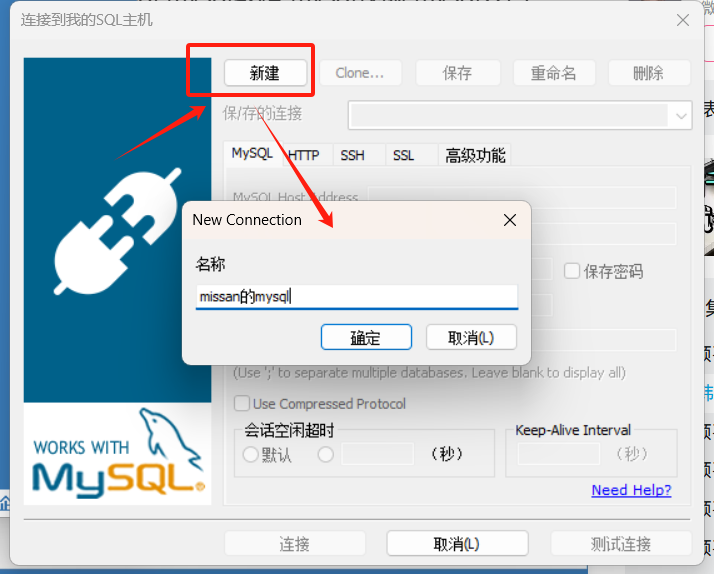 连接到我的SQL主机
新建
Clone...
保存
重命名
删除
保/存的连接
MySQL
HTTP
SSH
SSL
高级功能
MySQL Host Address
New Connection
名称
missan的mysql
保存密码
确定
取消(L)
(Use ';' to separate multiple databases. Leave blank to display all)
Use Compressed Protocol
会话空闲超时
Keep-Alive Interval
默认
(秒)
(秒)
Need Help?
WORKS WITH
MySQL
连接
取消(L)
测试连接